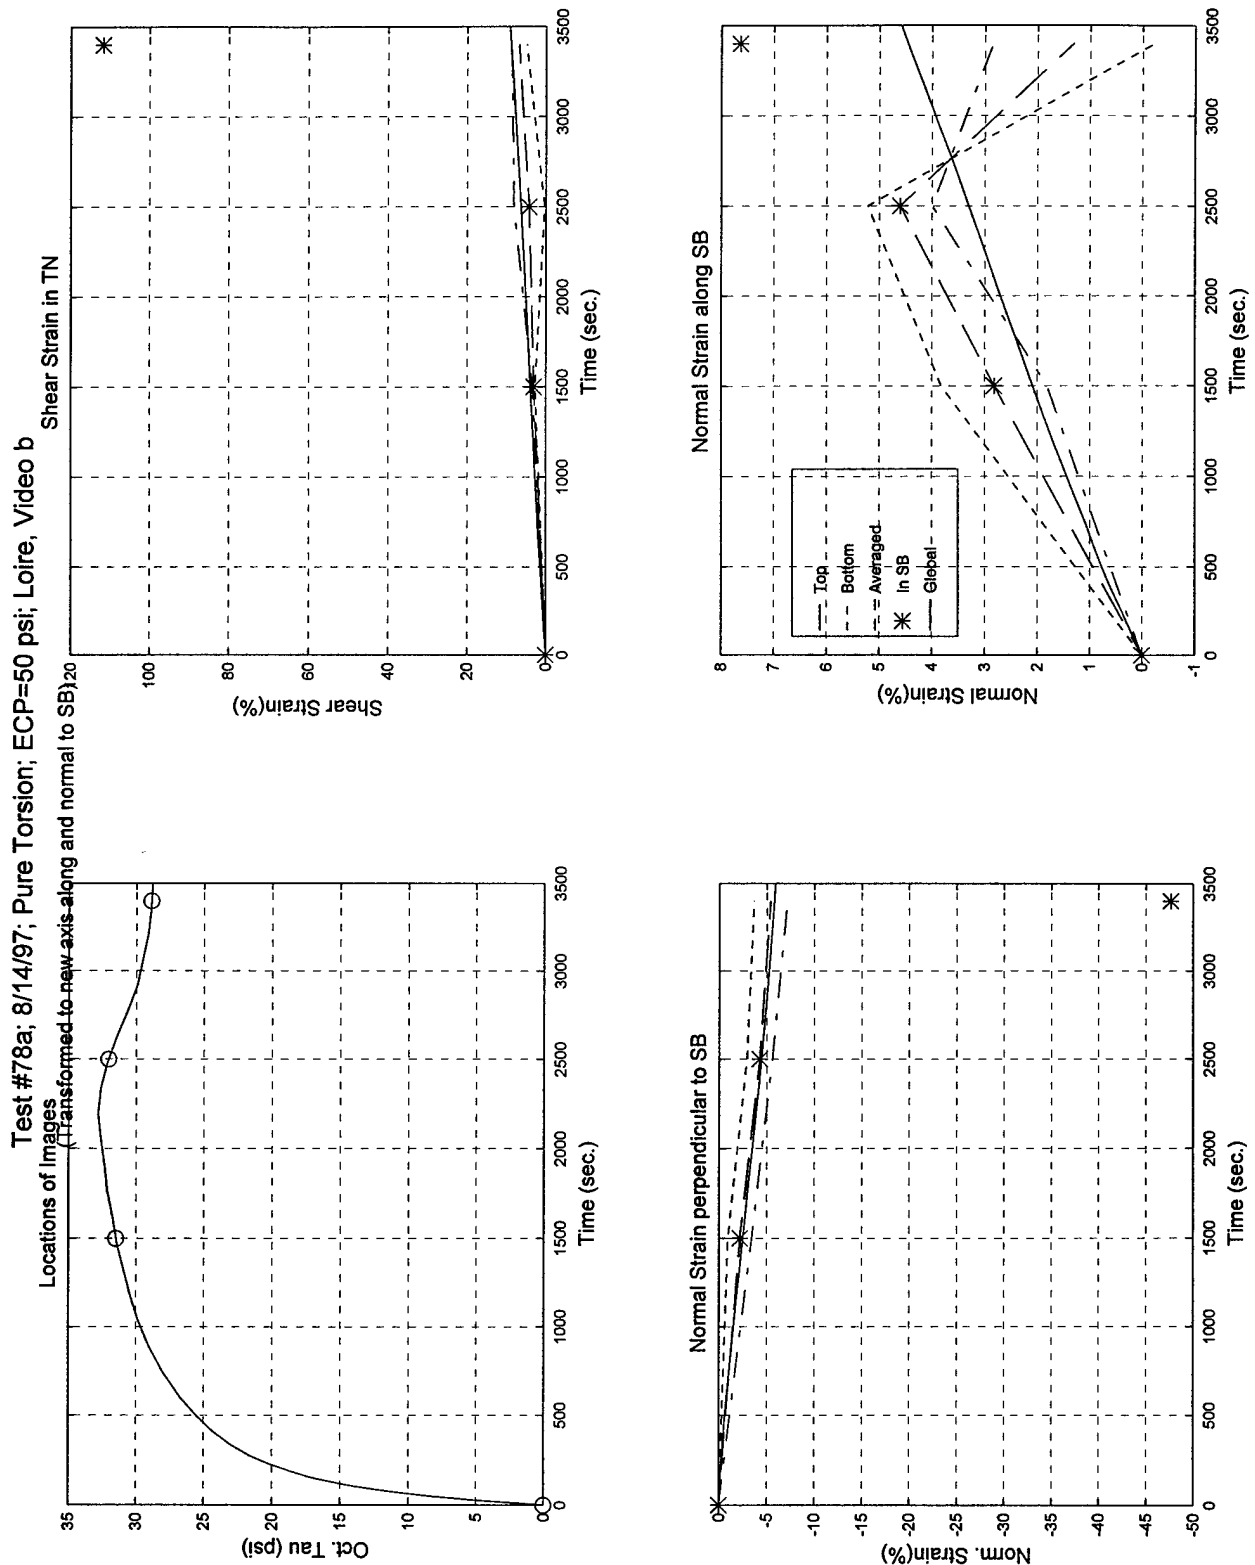 Test #78a; 8/14/97; Pure Torsion; ECP=50 psi; Loire, Video b
Locations of Images
(Transformed to new axis along and normal to SB)
35
30
25
20
15
10
5
0
Oct. Tau (psi)
0 500 1000 1500 2000 2500 3000 3500
Time (sec.)
Shear Strain in TN
120
100
80
60
40
20
0
Shear Strain(%)
0 500 1000 1500 2000 2500 3000 3500
Time (sec.)
Normal Strain perpendicular to SB
0
-5
-10
-15
-20
-25
-30
-35
-40
-45
-50
Norm. Strain(%)
0 500 1000 1500 2000 2500 3000 3500
Time (sec.)
Normal Strain along SB
8
7
6
5
4
3
2
1
0
-1
Normal Strain(%)
Top
Bottom
Averaged
In SB
Global
0 500 1000 1500 2000 2500 3000 3500
Time (sec.)